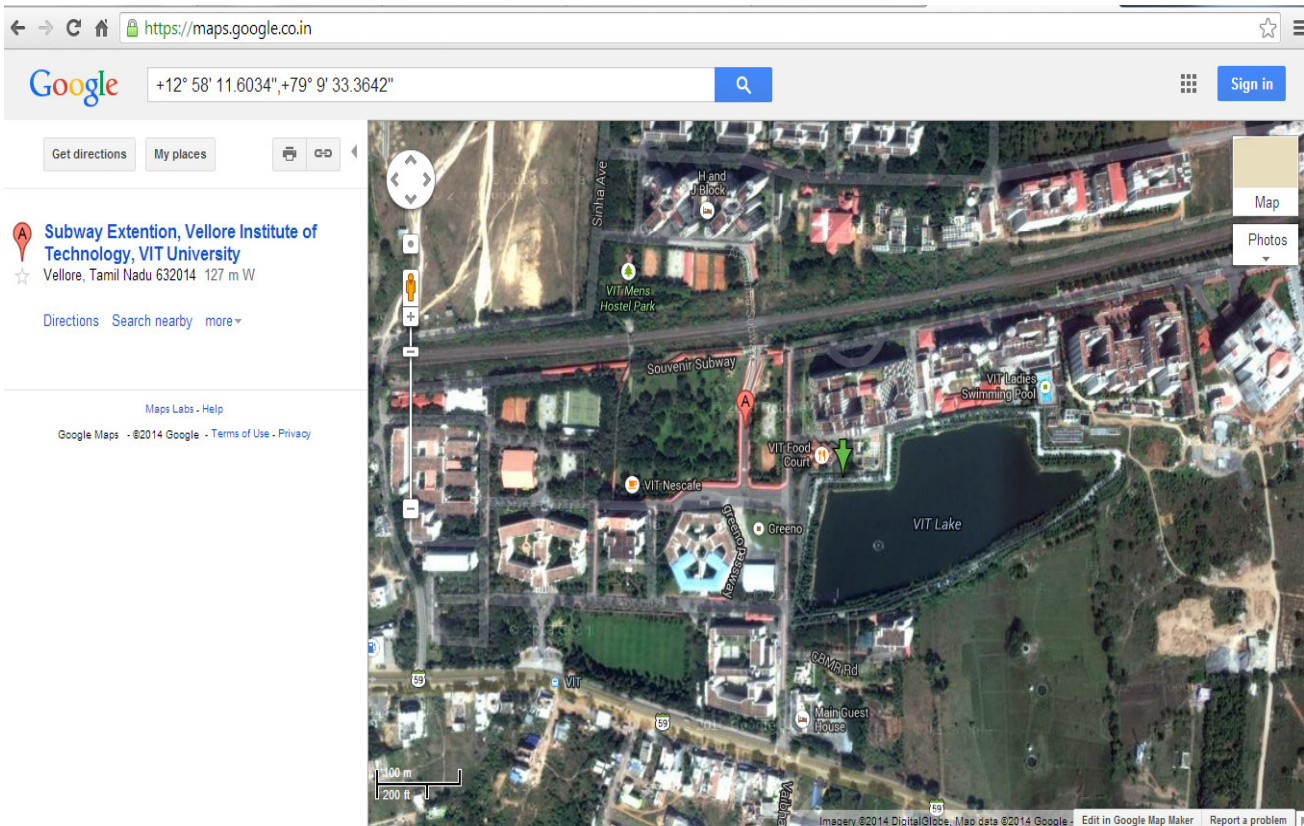 https://maps.google.co.in
Google
+12° 58' 11.6034",+79° 9' 33.3642"
Sign in
Get directions
My places
A
Subway Extention, Vellore Institute of
Technology, VIT University
Vellore, Tamil Nadu 632014 127 m W
Directions Search nearby more
Maps Labs - Help
Google Maps - ©2014 Google - Terms of Use - Privacy
Map
Photos
Sinha Ave
H and
J Block
VIT Mens
Hostel Park
Souvenir Subway
A
VIT Ladies
Swimming Pool
VIT Food
Court
VIT Nescafe
greeno passway
Greeno
VIT Lake
CBMR Rd
59
VIT
59
Main Guest
House
59
100 m
200 ft
Imagery ©2014 DigitalGlobe, Map data ©2014 Google -
Edit in Google Map Maker
Report a problem